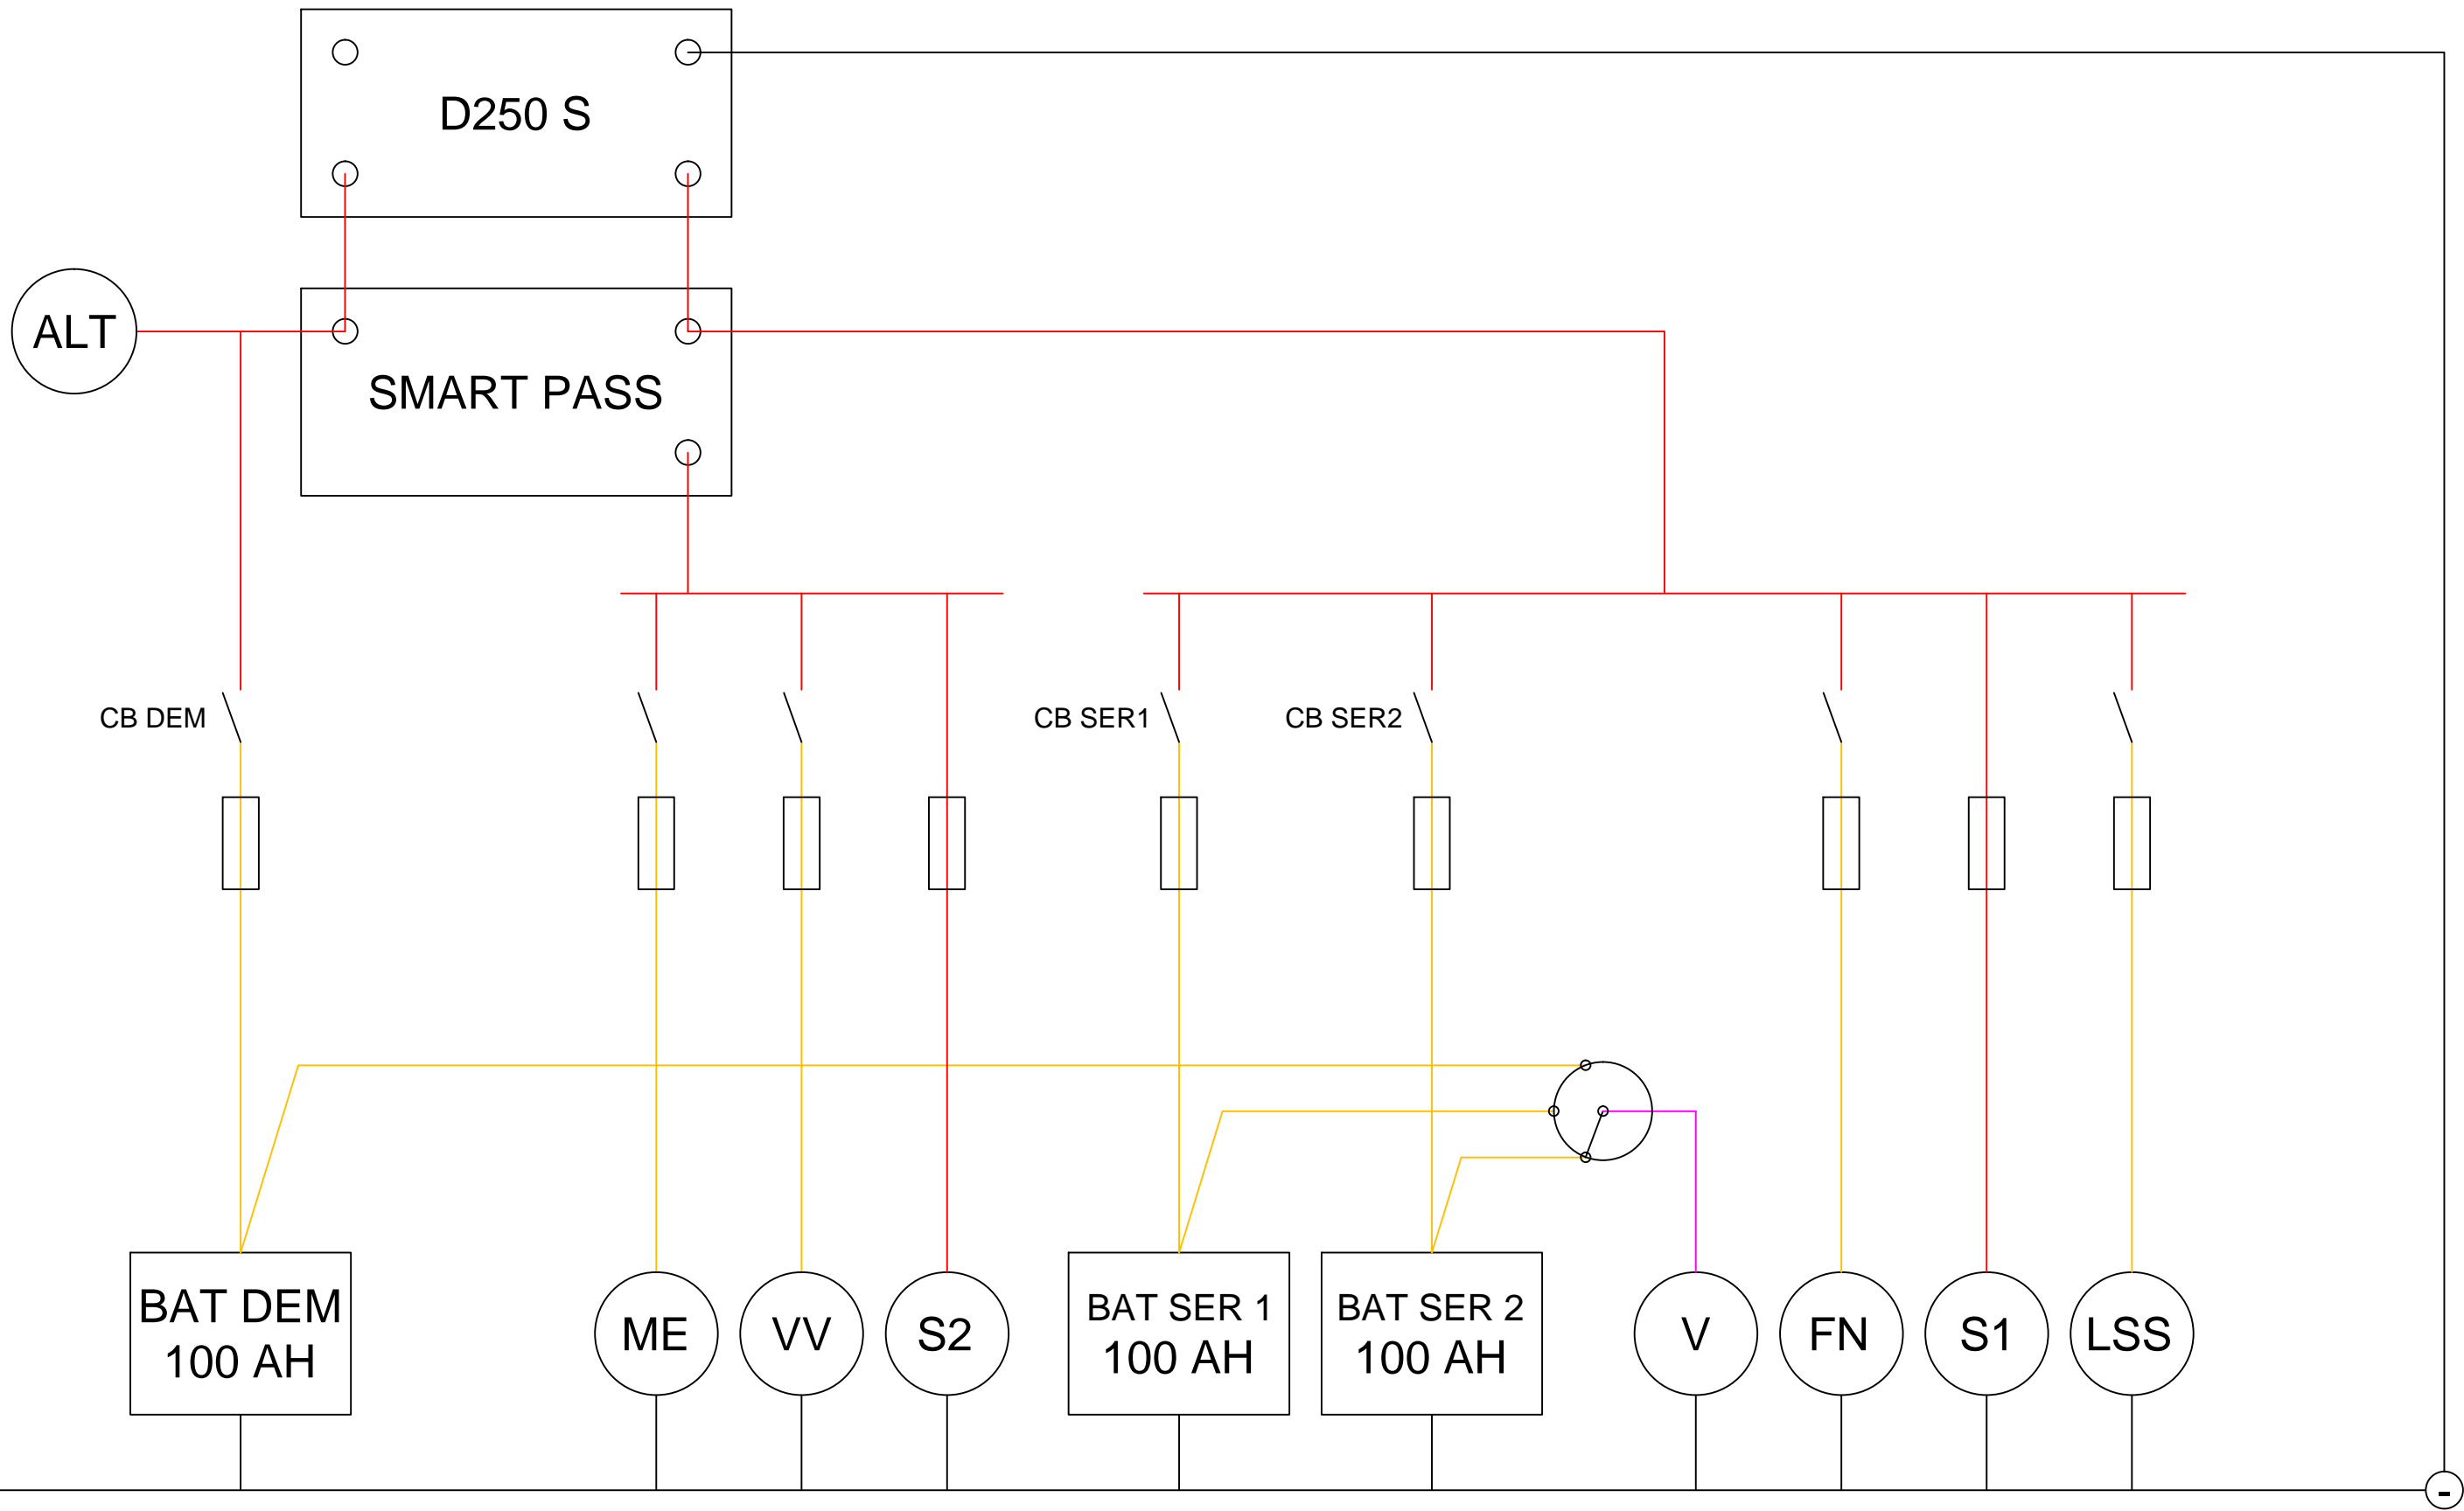 D250 S
ALT
SMART PASS
CB DEM
CB SER1
CB SER2
BAT DEM
100 AH
ME
VV
S2
BAT SER 1
100 AH
BAT SER 2
100 AH
V
FN
S1
LSS
-